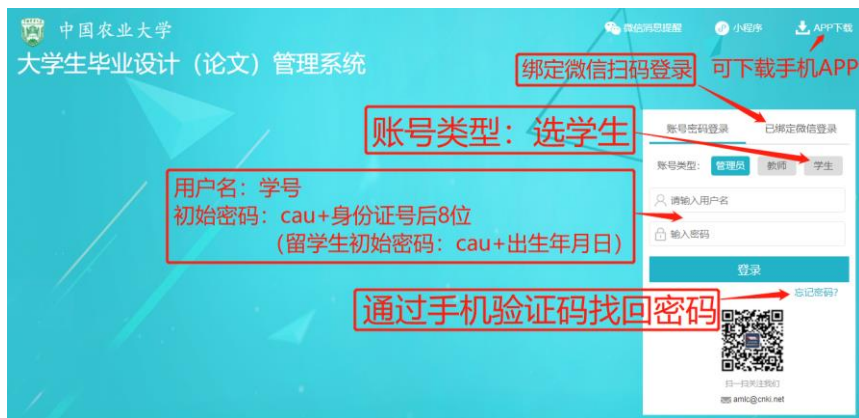 中国农业大学
大学生毕业设计（论文）管理系统
微信消息提醒
小程序
APP下载
绑定微信扫码登录
可下载手机APP
账号类型：选学生
账号密码登录
已绑定微信登录
账号类型：
管理员
教师
学生
用户名：学号
初始密码：cau+身份证号后8位
（留学生初始密码：cau+出生年月日）
请输入用户名
输入密码
登录
忘记密码?
通过手机验证码找回密码
扫一扫关注我们
amlc@cnki.net